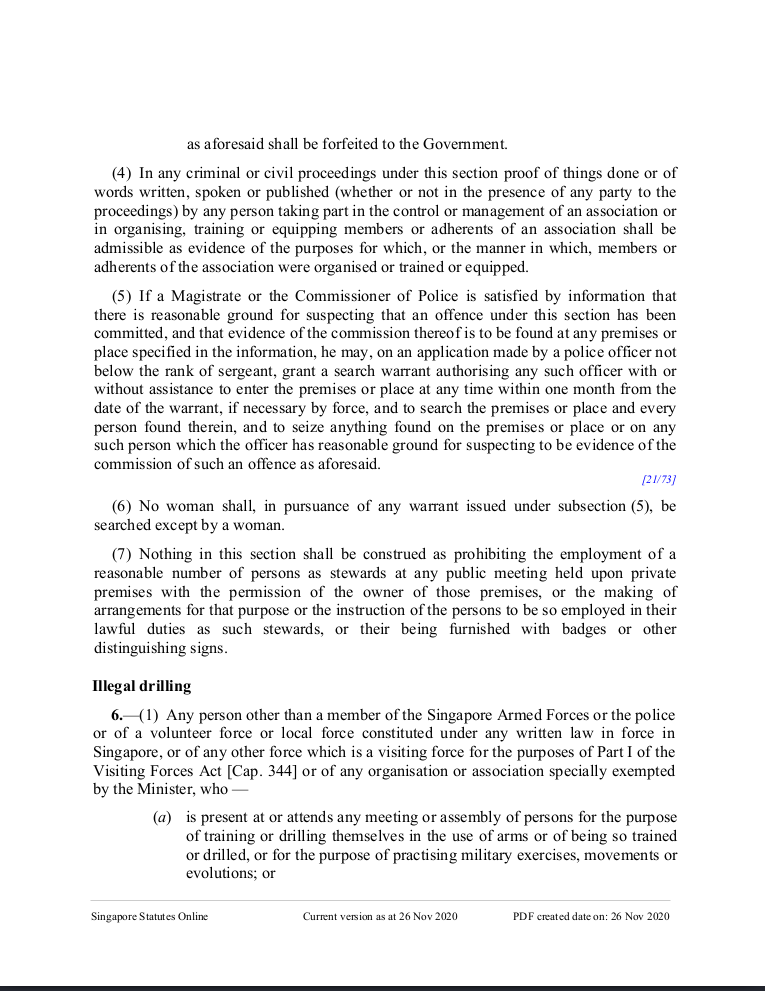 as aforesaid shall be forfeited to the Government.
(4) In any criminal or civil proceedings under this section proof of things done or of
words written, spoken or published (whether or not in the presence of any party to the
proceedings) by any person taking part in the control or management of an association or
in organising, training or equipping members or adherents of an association shall be
admissible as evidence of the purposes for which, or the manner in which, members or
adherents of the association were organised or trained or equipped.
(5) If a Magistrate or the Commissioner of Police is satisfied by information that
there is reasonable ground for suspecting that an offence under this section has been
committed, and that evidence of the commission thereof is to be found at any premises or
place specified in the information, he may, on an application made by a police officer not
below the rank of sergeant, grant a search warrant authorising any such officer with or
without assistance to enter the premises or place at any time within one month from the
date of the warrant, if necessary by force, and to search the premises or place and every
person found therein, and to seize anything found on the premises or place or on any
such person which the officer has reasonable ground for suspecting to be evidence of the
commission of such an offence as aforesaid.
[21/73]
(6) No woman shall, in pursuance of any warrant issued under subsection (5), be
searched except by a woman.
(7) Nothing in this section shall be construed as prohibiting the employment of a
reasonable number of persons as stewards at any public meeting held upon private
premises with the permission of the owner of those premises, or the making of
arrangements for that purpose or the instruction of the persons to be so employed in their
lawful duties as such stewards, or their being furnished with badges or other
distinguishing signs.
Illegal drilling
6.—(1) Any person other than a member of the Singapore Armed Forces or the police
or of a volunteer force or local force constituted under any written law in force in
Singapore, or of any other force which is a visiting force for the purposes of Part I of the
Visiting Forces Act [Cap. 344] or of any organisation or association specially exempted
by the Minister, who —
(a) is present at or attends any meeting or assembly of persons for the purpose
of training or drilling themselves in the use of arms or of being so trained
or drilled, or for the purpose of practising military exercises, movements or
evolutions; or
Singapore Statutes Online Current version as at 26 Nov 2020 PDF created date on: 26 Nov 2020